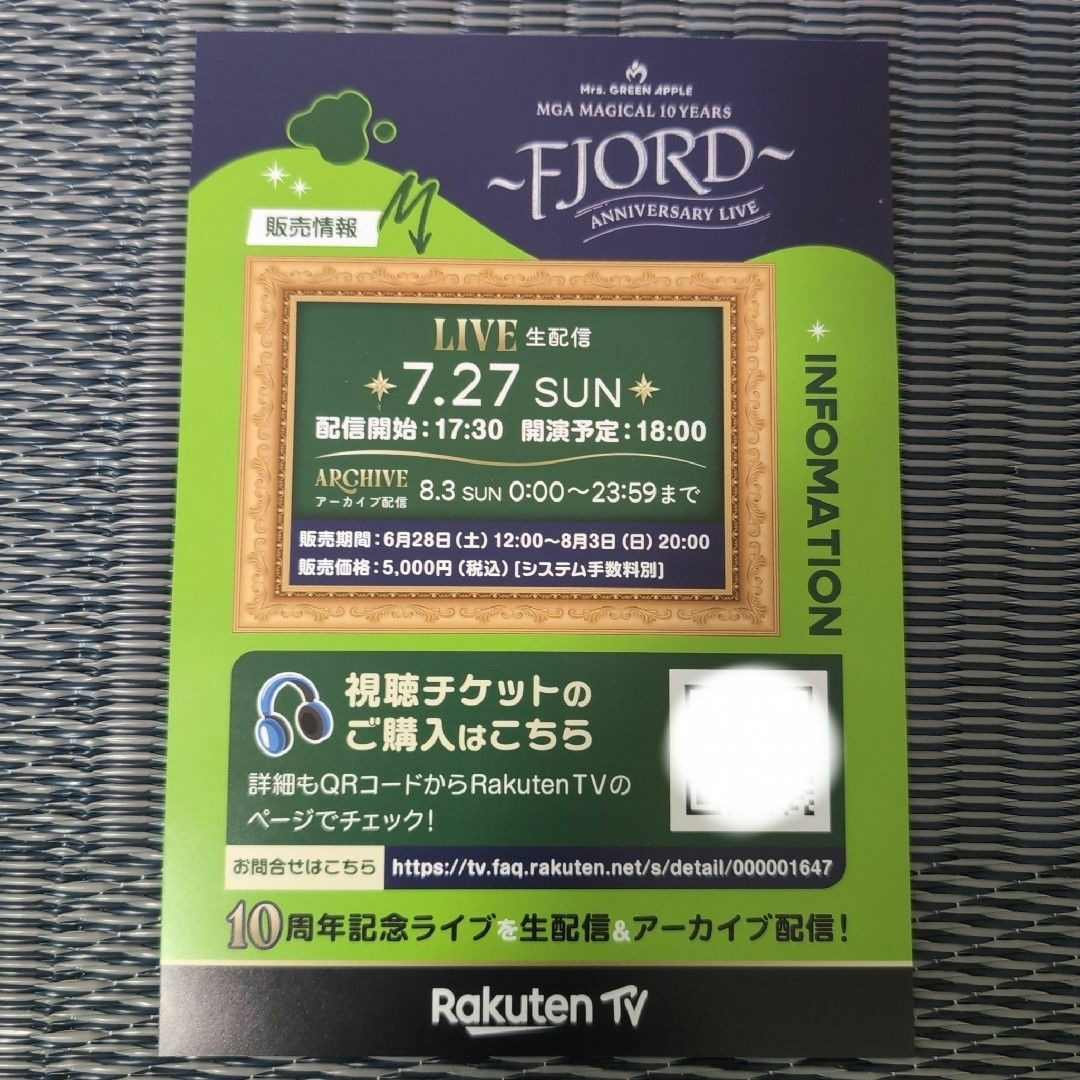 Mrs. GREEN APPLE
MGA MAGICAL 10 YEARS
~FJORD~
ANNIVERSARY LIVE
販売情報
LIVE 生配信
7.27 SUN
配信開始:17:30 開演予定:18:00
ARCHIVE
アーカイブ配信
8.3 SUN 0:00~23:59まで
販売期間:6月28日(土)12:00~8月3日(日)20:00
販売価格:5,000円(税込)[システム手数料別]
INFOMATION
視聴チケットの
ご購入はこちら
詳細もQRコードからRakuten TVの
ページでチェック!
お問合せはこちら https://tv.faq.rakuten.net/s/detail/000001647
10周年記念ライブを生配信&アーカイブ配信!
Rakuten TV